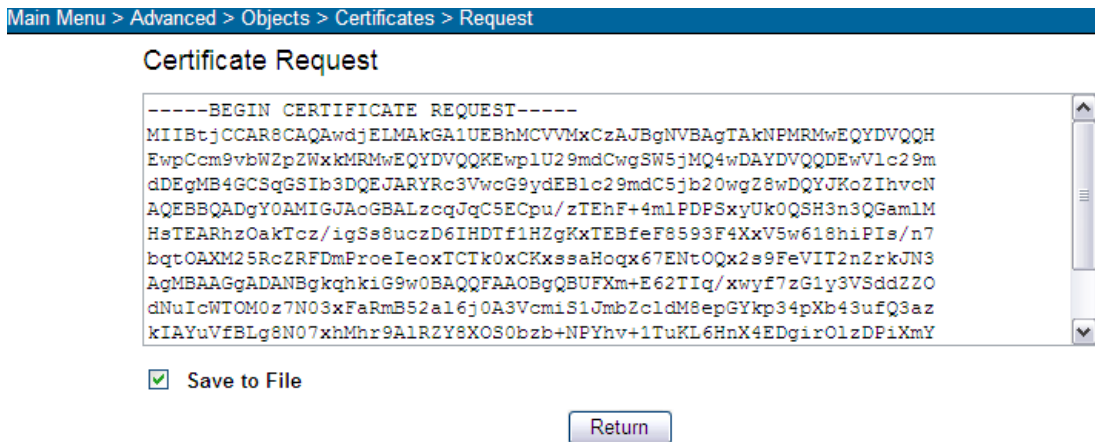 Main Menu > Advanced > Objects > Certificates > Request
Certificate Request
-----BEGIN CERTIFICATE REQUEST-----
MIIBtjCCAR8CAQAwdjELMAkGA1UEBhMCVVMxCzAJBgNVBAgTAkNPMRMwEQYDVQQH
EwpCcm9vbWZpZWxkMRMwEQYDVQQKEwplU29mdCwgSW5jMQ4wDAYDVQQDEwVlc29m
dDEgMB4GCSqGSIb3DQEJARYRc3VwcG9ydEBlc29mdC5jb20wgZ8wDQYJKoZIhvcN
AQEBBQADgY0AMIGJAoGBALzcqJqC5ECpu/zTEhF+4mlPDPSxyUk0QSH3n3QGamlM
HsTEARhzOakTcz/igSs8uczD6IHDTf1HZgKxTEBfeF8593F4XxV5w618hiPIs/n7
bqtOAXM25RcZRFDmProeIeoxTCTk0xCKxssaHoqx67ENtOQx2s9FeVIT2nZrkJN3
AgMBAAGgADANBgkqhkiG9w0BAQQFAAOBgQBUFXm+E62TIq/xwyf7zG1y3VSddZZO
dNuIcWTOM0z7N03xFaRmB52al6j0A3VcmiS1JmbZcldM8epGYkp34pXb43ufQ3az
kIAYuVfBLg8N07xhMhr9AlRZY8XOS0bzb+NPYhv+1TuKL6HnX4EDgirOlzDPiXmY
Save to File
Return